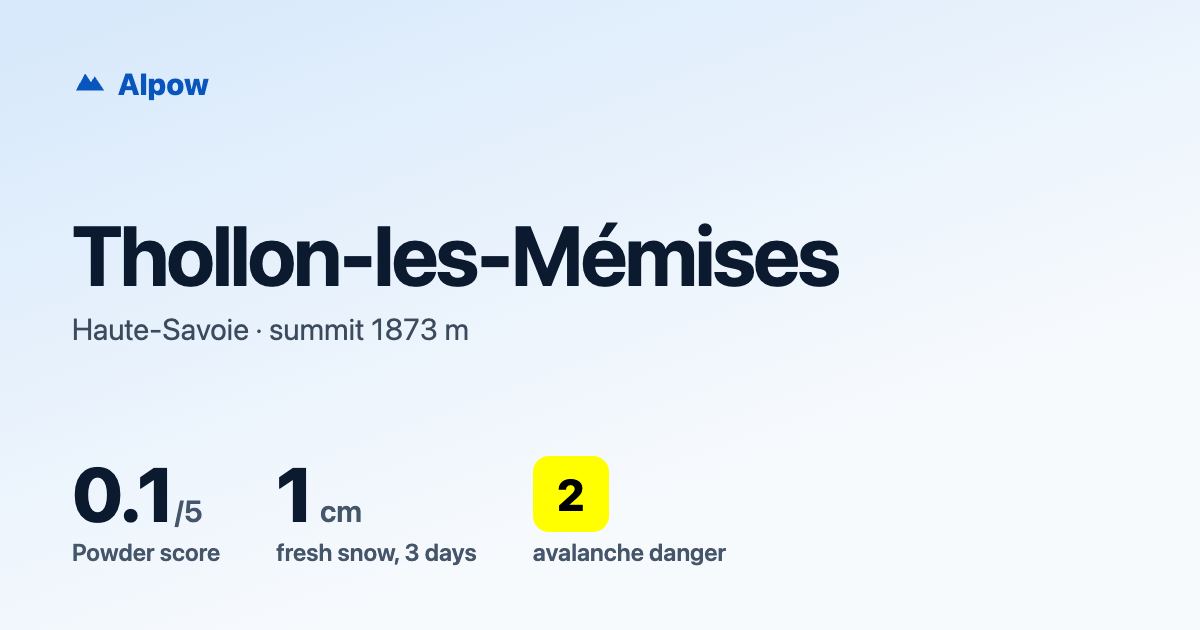 Alpow
Thollon-les-Mémises
Haute-Savoie · summit 1873 m
0.1/5
Powder score
1 cm
fresh snow, 3 days
2
avalanche danger